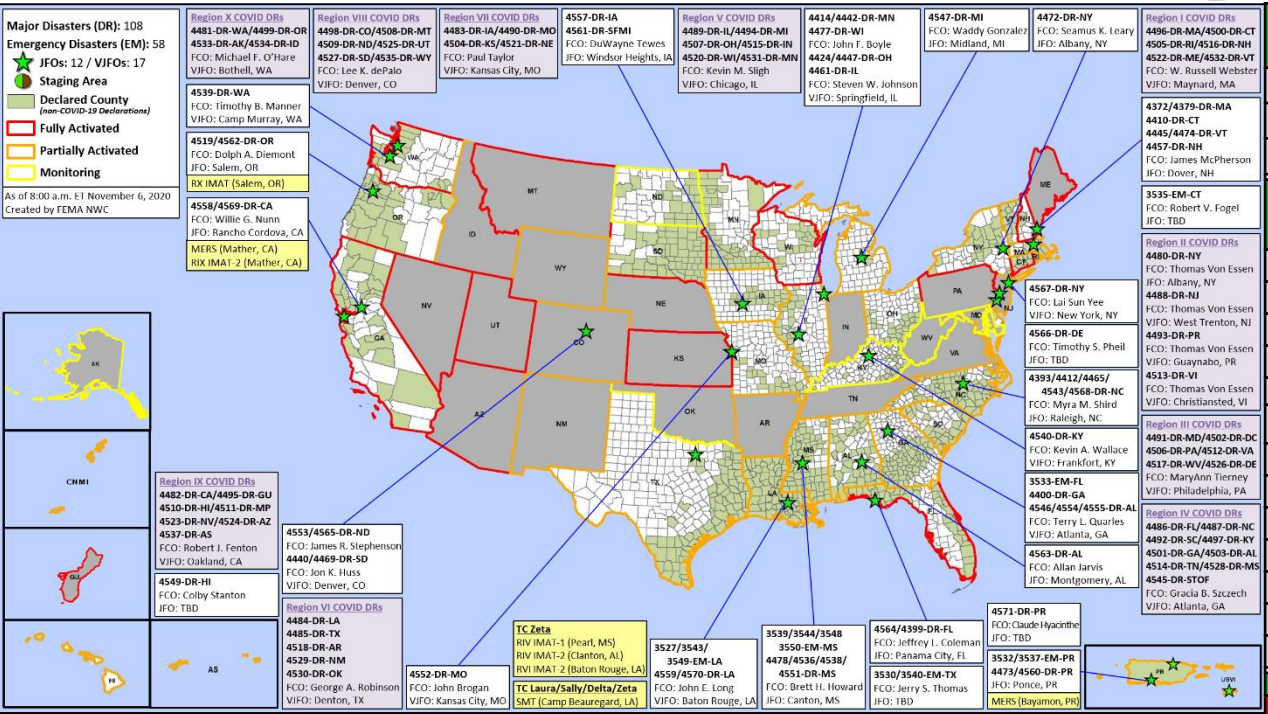 Major Disasters (DR): 108
Emergency Disasters (EM): 58
JFOs: 12 / VJFOs: 17
Staging Area
Declared County
(non-COVID-19 Declarations)
Fully Activated
Partially Activated
Monitoring
As of 8:00 a.m. ET November 6, 2020
Created by FEMA NWC
Region X COVID DRs
4481-DR-WA/4499-DR-OR
4533-DR-AK/4534-DR-ID
FCO: Michael F. O'Hare
VJFO: Bothell, WA
Region VIII COVID DRs
4498-DR-CO/4508-DR-MT
4509-DR-ND/4525-DR-UT
4527-DR-SD/4535-DR-WY
FCO: Lee K. dePalo
VJFO: Denver, CO
Region VII COVID DRs
4483-DR-IA/4490-DR-MO
4504-DR-KS/4521-DR-NE
FCO: Paul Taylor
VJFO: Kansas City, MO
4557-DR-IA
4561-DR-SFMI
FCO: DuWayne Tewes
JFO: Windsor Heights, IA
Region V COVID DRs
4489-DR-IL/4494-DR-MI
4507-DR-OH/4515-DR-IN
4520-DR-WI/4531-DR-MN
FCO: Kevin M. Sligh
VJFO: Chicago, IL
4414/4442-DR-MN
4477-DR-WI
FCO: John F. Boyle
4424/4447-DR-OH
4461-DR-IL
FCO: Steven W. Johnson
VJFO: Springfield, IL
4547-DR-MI
FCO: Waddy Gonzalez
JFO: Midland, MI
4472-DR-NY
FCO: Seamus K. Leary
JFO: Albany, NY
Region I COVID DRs
4496-DR-MA/4500-DR-CT
4505-DR-RI/4516-DR-NH
4522-DR-ME/4532-DR-VT
FCO: W. Russell Webster
VJFO: Maynard, MA
4539-DR-WA
FCO: Timothy B. Manner
VJFO: Camp Murray, WA
4519/4562-DR-OR
FCO: Dolph A. Diemont
JFO: Salem, OR
RX IMAT (Salem, OR)
4558/4569-DR-CA
FCO: Willie G. Nunn
JFO: Rancho Cordova, CA
MERS (Mather, CA)
RIX IMAT-2 (Mather, CA)
4372/4379-DR-MA
4410-DR-CT
4445/4474-DR-VT
4457-DR-NH
FCO: James McPherson
JFO: Dover, NH
3535-EM-CT
FCO: Robert V. Fogel
JFO: TBD
Region II COVID DRs
4480-DR-NY
FCO: Thomas Von Essen
JFO: Albany, NY
4488-DR-NJ
FCO: Thomas Von Essen
VJFO: West Trenton, NJ
4493-DR-PR
FCO: Thomas Von Essen
VJFO: Guaynabo, PR
4513-DR-VI
FCO: Thomas Von Essen
VJFO: Christiansted, VI
4567-DR-NY
FCO: Lai Sun Yee
VJFO: New York, NY
4566-DR-DE
FCO: Timothy S. Pheil
JFO: TBD
4393/4412/4465/
4543/4568-DR-NC
FCO: Myra M. Shird
JFO: Raleigh, NC
4540-DR-KY
FCO: Kevin A. Wallace
VJFO: Frankfort, KY
3533-EM-FL
4400-DR-GA
4546/4554/4555-DR-AL
FCO: Terry L. Quarles
VJFO: Atlanta, GA
4563-DR-AL
FCO: Allan Jarvis
JFO: Montgomery, AL
Region III COVID DRs
4491-DR-MD/4502-DR-DC
4506-DR-PA/4512-DR-VA
4517-DR-WV/4526-DR-DE
FCO: MaryAnn Tierney
VJFO: Philadelphia, PA
Region IV COVID DRs
4486-DR-FL/4487-DR-NC
4492-DR-SC/4497-DR-KY
4501-DR-GA/4503-DR-AL
4514-DR-TN/4528-DR-MS
4545-DR-STOF
FCO: Gracia B. Szczech
VJFO: Atlanta, GA
WA
MT
ND
MN
ME
OR
ID
WY
SD
WI
NY
VT
NH
MA
CT
RI
NV
UT
CO
NE
IA
IN
OH
PA
NJ
MD
CA
KS
MO
KY
WV
VA
AZ
NM
OK
AR
TN
NC
SC
TX
LA
MS
AL
GA
AK
CNMI
GU
HI
AS
PR
USVI
Region IX COVID DRs
4482-DR-CA/4495-DR-GU
4510-DR-HI/4511-DR-MP
4523-DR-NV/4524-DR-AZ
4537-DR-AS
FCO: Robert J. Fenton
VJFO: Oakland, CA
4549-DR-HI
FCO: Colby Stanton
JFO: TBD
4553/4565-DR-ND
FCO: James R. Stephenson
4440/4469-DR-SD
FCO: Jon K. Huss
VJFO: Denver, CO
Region VI COVID DRs
4484-DR-LA
4485-DR-TX
4518-DR-AR
4529-DR-NM
4530-DR-OK
FCO: George A. Robinson
VJFO: Denton, TX
4552-DR-MO
FCO: John Brogan
VJFO: Kansas City, MO
TC Zeta
RIV IMAT-1 (Pearl, MS)
RIV IMAT-2 (Clanton, AL)
RVI IMAT-2 (Baton Rouge, LA)
TC Laura/Sally/Delta/Zeta
SMT (Camp Beauregard, LA)
3527/3543/
3549-EM-LA
4559/4570-DR-LA
FCO: John E. Long
VJFO: Baton Rouge, LA
3539/3544/3548
3550-EM-MS
4478/4536/4538/
4551-DR-MS
FCO: Brett H. Howard
JFO: Canton, MS
4564/4399-DR-FL
FCO: Jeffrey L. Coleman
JFO: Panama City, FL
3530/3540-EM-TX
FCO: Jerry S. Thomas
JFO: TBD
4571-DR-PR
FCO: Claude Hyacinthe
JFO: TBD
3532/3537-EM-PR
4473/4560-DR-PR
JFO: Ponce, PR
MERS (Bayamon, PR)